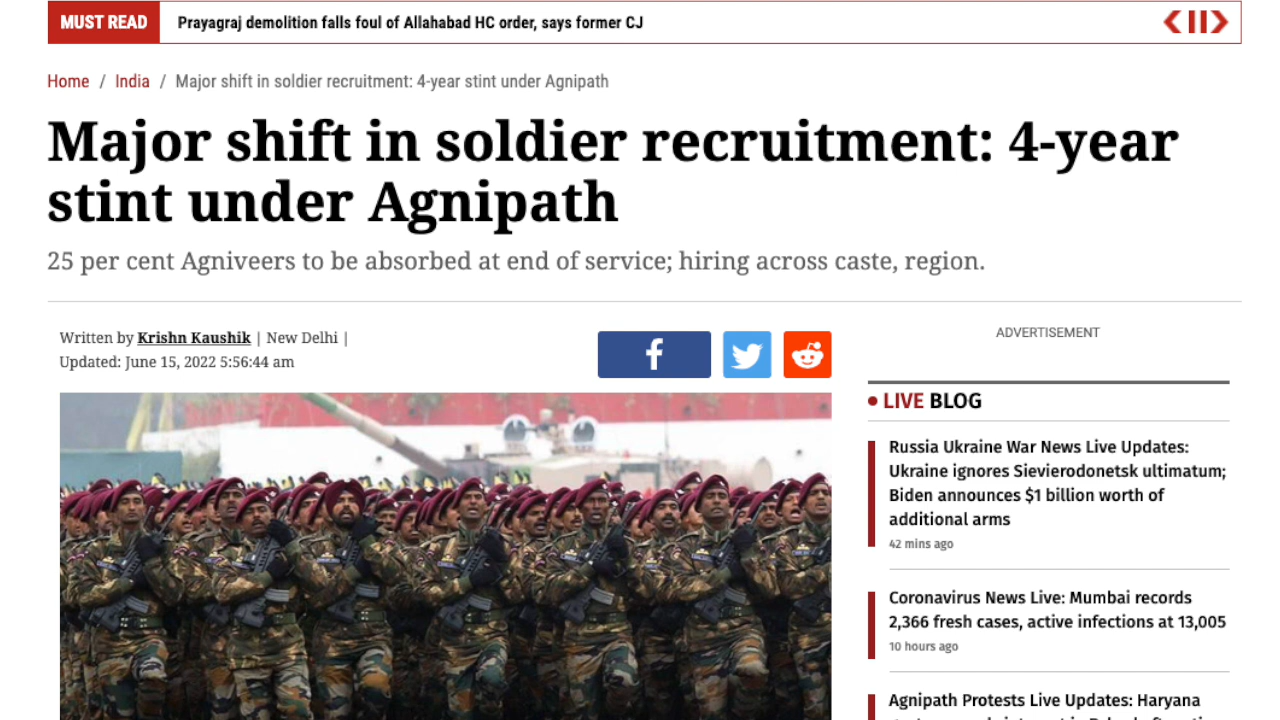 MUST READ Prayagraj demolition falls foul of Allahabad HC order, says former CJ
Home / India / Major shift in soldier recruitment: 4-year stint under Agnipath
Major shift in soldier recruitment: 4-year
stint under Agnipath
25 per cent Agniveers to be absorbed at end of service; hiring across caste, region.
Written by Krishn Kaushik | New Delhi |
Updated: June 15, 2022 5:56:44 am
ADVERTISEMENT
LIVE BLOG
Russia Ukraine War News Live Updates:
Ukraine ignores Sievierodonetsk ultimatum;
Biden announces $1 billion worth of
additional arms
42 mins ago
Coronavirus News Live: Mumbai records
2,366 fresh cases, active infections at 13,005
10 hours ago
Agnipath Protests Live Updates: Haryana